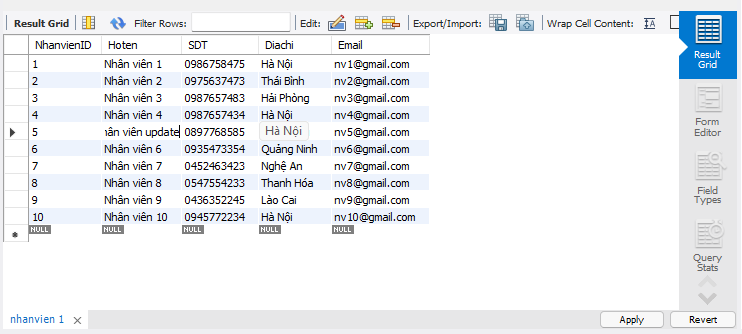 Result Grid Filter Rows: Edit: Export/Import: Wrap Cell Content: IA
NhanvienID Hoten SDT Diachi Email
1 Nhân viên 1 0986758475 Hà Nội nv1@gmail.com
2 Nhân viên 2 0975637473 Thái Bình nv2@gmail.com
3 Nhân viên 3 0987657483 Hải Phòng nv3@gmail.com
4 Nhân viên 4 0987657434 Hà Nội nv4@gmail.com
5 ân viên update 0897768585 Hà Nội nv5@gmail.com
6 Nhân viên 6 0935473354 Quảng Ninh nv6@gmail.com
7 Nhân viên 7 0452463423 Nghệ An nv7@gmail.com
8 Nhân viên 8 0547554233 Thanh Hóa nv8@gmail.com
9 Nhân viên 9 0436352245 Lào Cai nv9@gmail.com
10 Nhân viên 10 0945772234 Hà Nội nv10@gmail.com
NULL NULL NULL NULL NULL
Result
Grid
Form
Editor
Field
Types
Query
Stats
nhanvien 1
Apply Revert